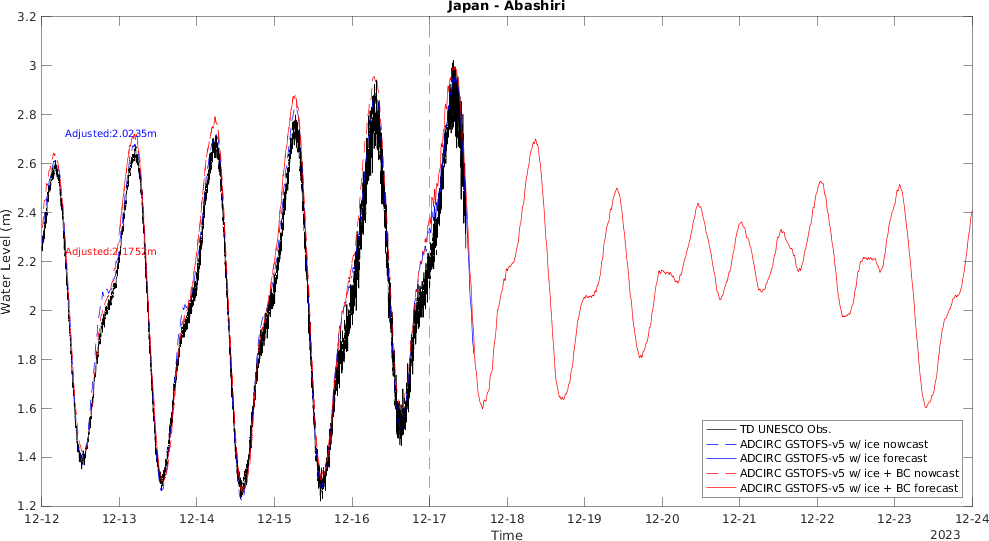 Japan - Abashiri
Water Level (m)
3.2
3
2.8
2.6
2.4
2.2
2
1.8
1.6
1.4
1.2
Adjusted:2.0235m
Adjusted:2.1752m
TD UNESCO Obs.
ADCIRC GSTOFS-v5 w/ ice nowcast
ADCIRC GSTOFS-v5 w/ ice forecast
ADCIRC GSTOFS-v5 w/ ice + BC nowcast
ADCIRC GSTOFS-v5 w/ ice + BC forecast
12-12 12-13 12-14 12-15 12-16 12-17 12-18 12-19 12-20 12-21 12-22 12-23 12-24
Time
2023